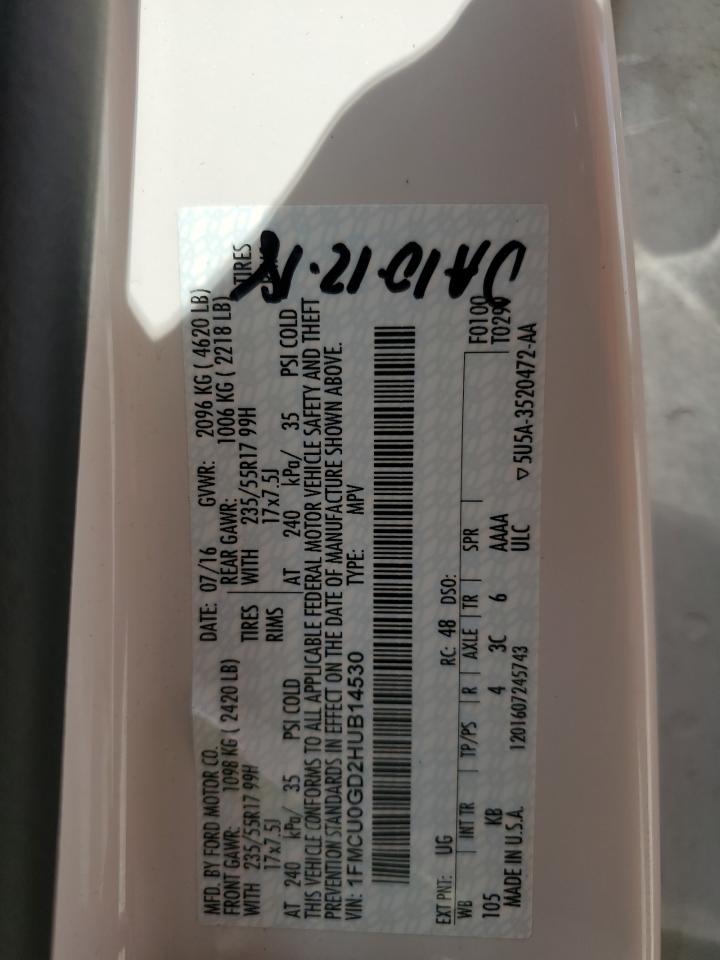 MFD. BY FORD MOTOR CO.
DATE: 07/16 GVWR: 2096 KG ( 4620 LB)
FRONT GAWR: 1098 KG ( 2420 LB)
REAR GAWR: 1006 KG ( 2218 LB)
WITH 235/55R17 99H TIRES
WITH 235/55R17 99H TIRES
17x7.5J RIMS
17x7.5J
AT 240 kPa/ 35 PSI COLD
AT 240 kPa/ 35 PSI COLD
THIS VEHICLE CONFORMS TO ALL APPLICABLE FEDERAL MOTOR VEHICLE SAFETY AND THEFT
PREVENTION STANDARDS IN EFFECT ON THE DATE OF MANUFACTURE SHOWN ABOVE.
VIN: 1FMCU0GD2HUB14530
TYPE: MPV
EXT PNT: UG RC: 48 DSO:
F0100
WB INT TR TP/PS R AXLE TR SPR
105 KB 4 3C 6 AAAA
MADE IN U.S.A. 1201607245743 ULC
▽ 5U5A-3520472-AA